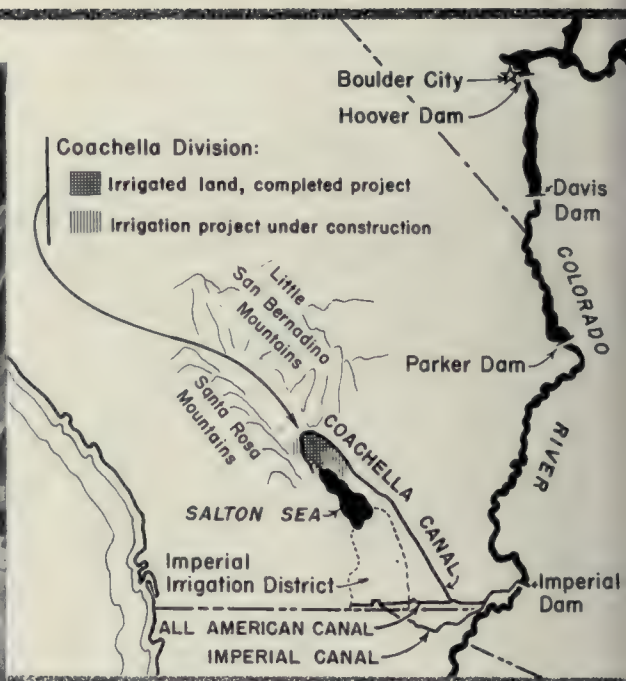 Boulder City
Hoover Dam
Coachella Division:
Irrigated land, completed project
Irrigation project under construction
Davis
Dam
COLORADO
RIVER
Little
San Bernadino
Mountains
Parker Dam
Santa Rosa
Mountains
COACHELLA CANAL
SALTON SEA
Imperial
Irrigation District
Imperial
Dam
ALL AMERICAN CANAL
IMPERIAL CANAL